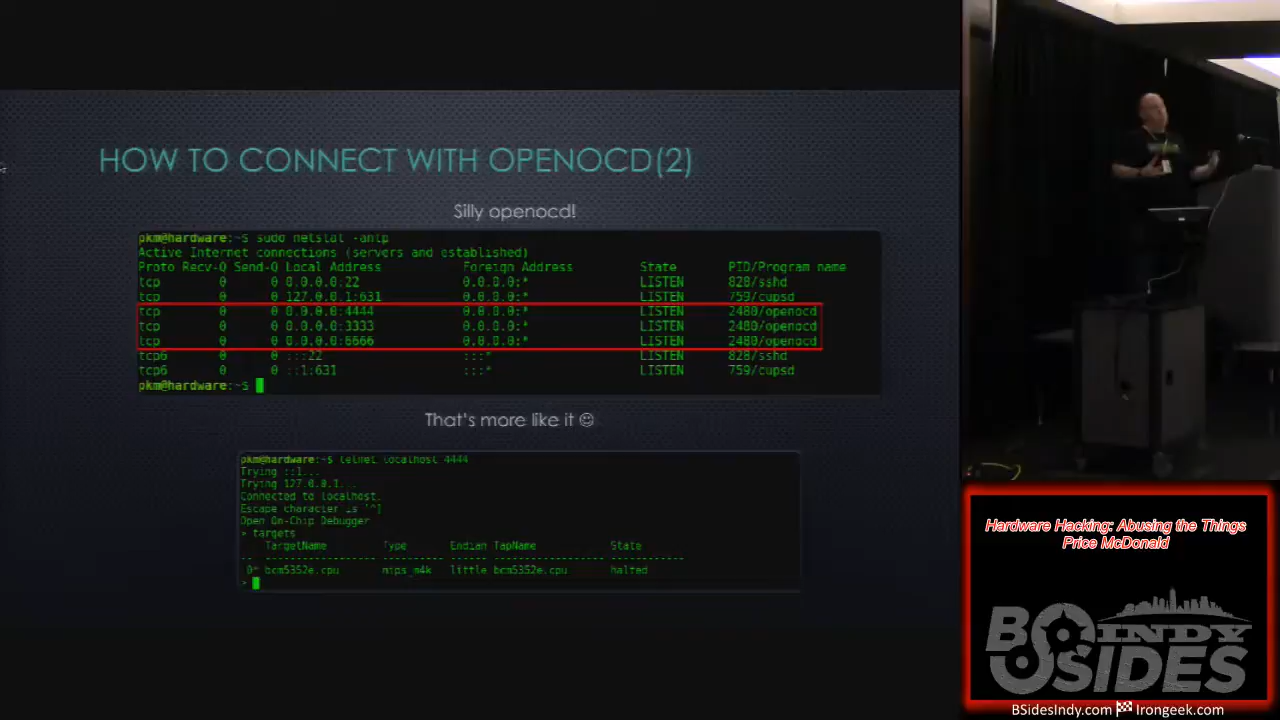 HOW TO CONNECT WITH OPENOCD(2)
Silly openocd!
pkm@hardware:~$ sudo netstat -antp
Active Internet connections (servers and established)
Proto Recv-Q Send-Q Local Address Foreign Address State PID/Program name
tcp 0 0 0.0.0.0:22 0.0.0.0:* LISTEN 828/sshd
tcp 0 0 127.0.0.1:631 0.0.0.0:* LISTEN 759/cupsd
tcp 0 0 0.0.0.0:4444 0.0.0.0:* LISTEN 2480/openocd
tcp 0 0 0.0.0.0:3333 0.0.0.0:* LISTEN 2480/openocd
tcp 0 0 0.0.0.0:6666 0.0.0.0:* LISTEN 2480/openocd
tcp6 0 0 :::22 :::* LISTEN 828/sshd
tcp6 0 0 ::1:631 :::* LISTEN 759/cupsd
pkm@hardware:~$
That's more like it ☺
pkm@hardware:~$ telnet localhost 4444
Trying ::1...
Trying 127.0.0.1...
Connected to localhost.
Escape character is '^]'
Open On-Chip Debugger
> targets
TargetName Type Endian TapName State
-- ------------------ ---------- ------ ------------------ ------------
0* bcm5352e.cpu mips_m4k little bcm5352e.cpu halted
>
Hardware Hacking: Abusing the Things
Price McDonald
BSIDES INDY
BSidesIndy.com Irongeek.com